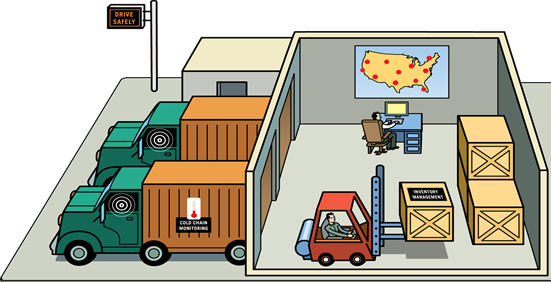 DRIVE
SAFELY
COLD CHAIN
MONITORING
INVENTORY
MANAGEMENT